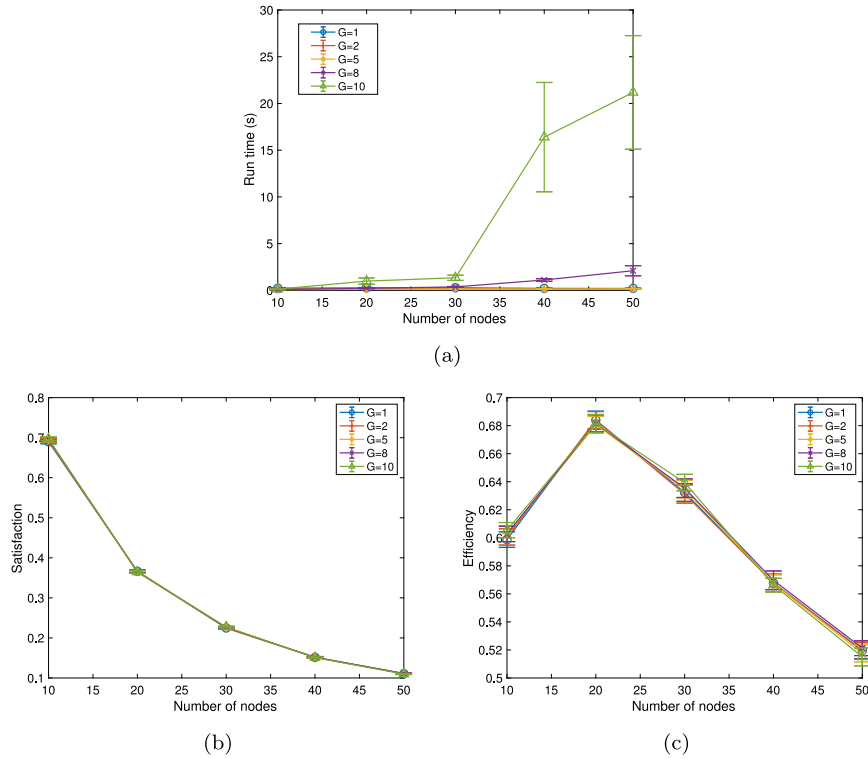 30
25
20
15
10
5
0
Run time (s)
G=1
G=2
G=5
G=8
G=10
10 15 20 25 30 35 40 45 50
Number of nodes
(a)
0.8
0.7
0.6
0.5
0.4
0.3
0.2
0.1
Satisfaction
G=1
G=2
G=5
G=8
G=10
10 15 20 25 30 35 40 45 50
Number of nodes
(b)
0.7
0.68
0.66
0.64
0.62
0.6
0.58
0.56
0.54
0.52
0.5
Efficiency
G=1
G=2
G=5
G=8
G=10
10 15 20 25 30 35 40 45 50
Number of nodes
(c)